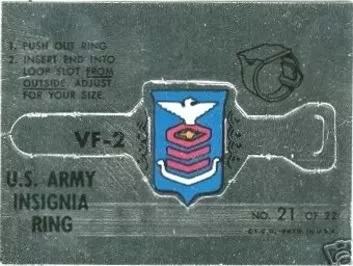 1. PUSH OUT RING
2. INSERT END INTO
LOOP SLOT FROM
OUTSIDE. ADJUST
FOR YOUR SIZE.
VF-2
U.S. ARMY
INSIGNIA
RING
NO. 21 OF 22
IN U.S.A.